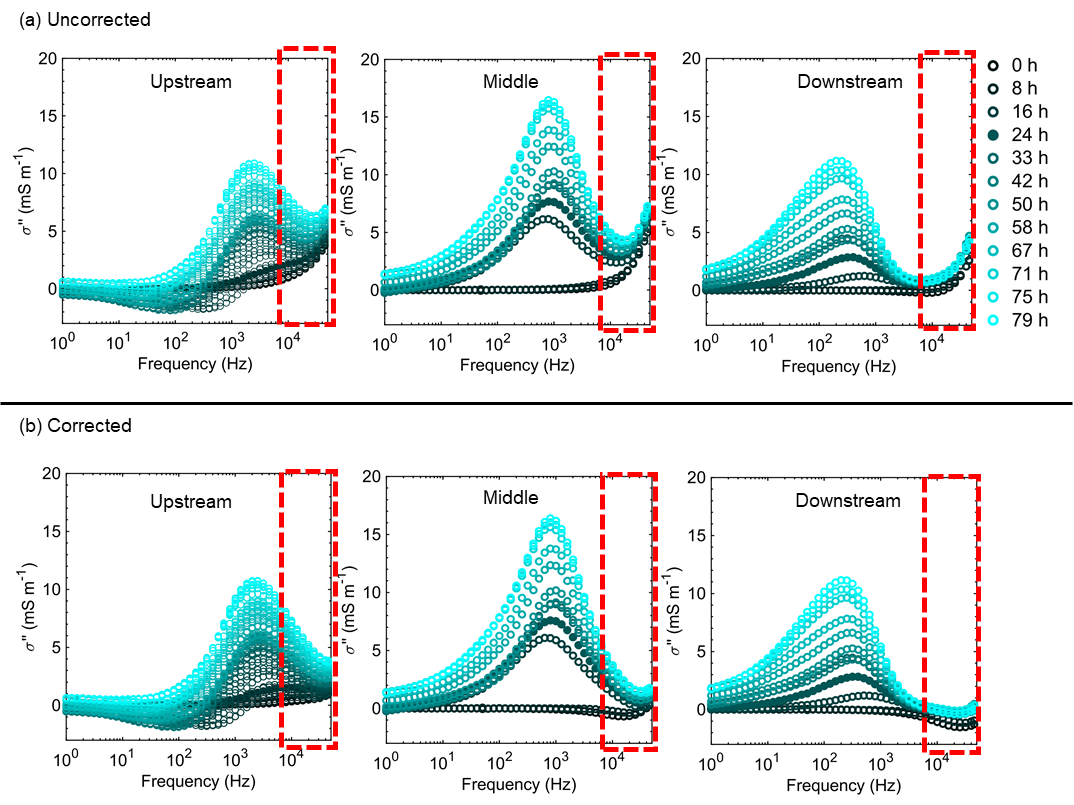 (a) Uncorrected
20
15
10
5
0
σ" (mS m⁻¹)
Upstream
10⁰ 10¹ 10² 10³ 10⁴
Frequency (Hz)
20
15
10
5
0
σ" (mS m⁻¹)
Middle
10⁰ 10¹ 10² 10³ 10⁴
Frequency (Hz)
20
15
10
5
0
σ" (mS m⁻¹)
Downstream
10⁰ 10¹ 10² 10³ 10⁴
Frequency (Hz)
0 h
8 h
16 h
24 h
33 h
42 h
50 h
58 h
67 h
71 h
75 h
79 h
(b) Corrected
20
15
10
5
0
σ" (mS m⁻¹)
Upstream
10⁰ 10¹ 10² 10³ 10⁴
Frequency (Hz)
20
15
10
5
0
σ" (mS m⁻¹)
Middle
10⁰ 10¹ 10² 10³ 10⁴
Frequency (Hz)
20
15
10
5
0
σ" (mS m⁻¹)
Downstream
10⁰ 10¹ 10² 10³ 10⁴
Frequency (Hz)